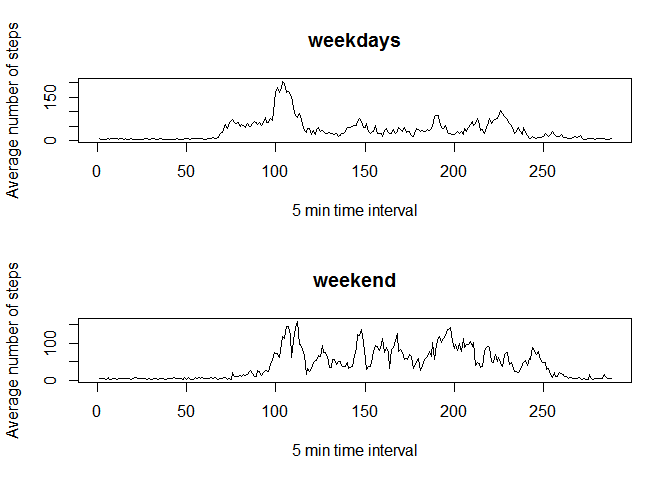 weekdays
Average number of steps
150
0
0 50 100 150 200 250
5 min time interval
weekend
Average number of steps
100
0
0 50 100 150 200 250
5 min time interval